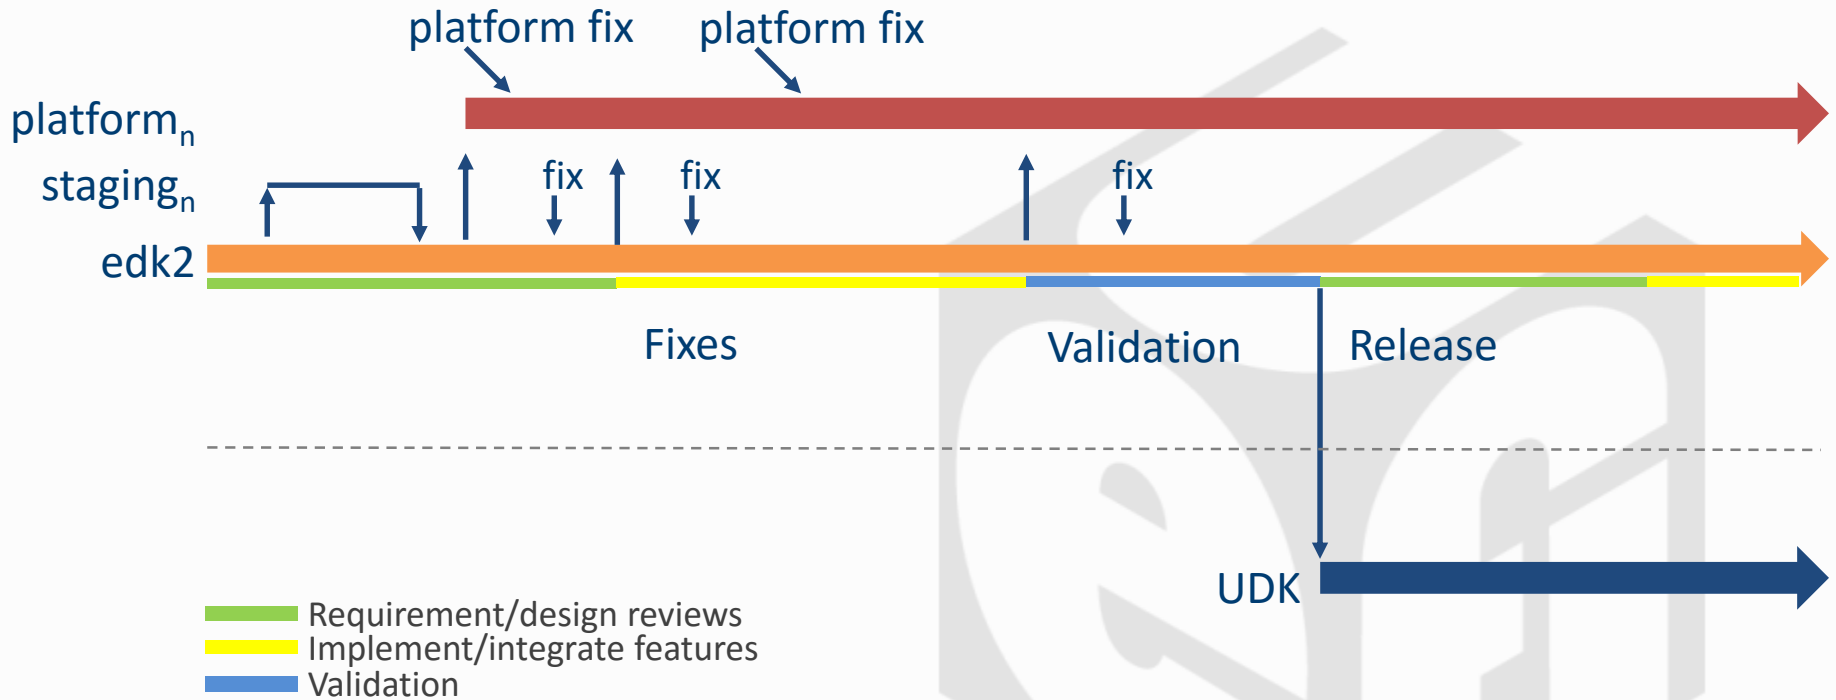 platform fix platform fix
platformn
fix fix fix
stagingn
edk2
Fixes Validation Release
UDK
Requirement/design reviews
Implement/integrate features
Validation